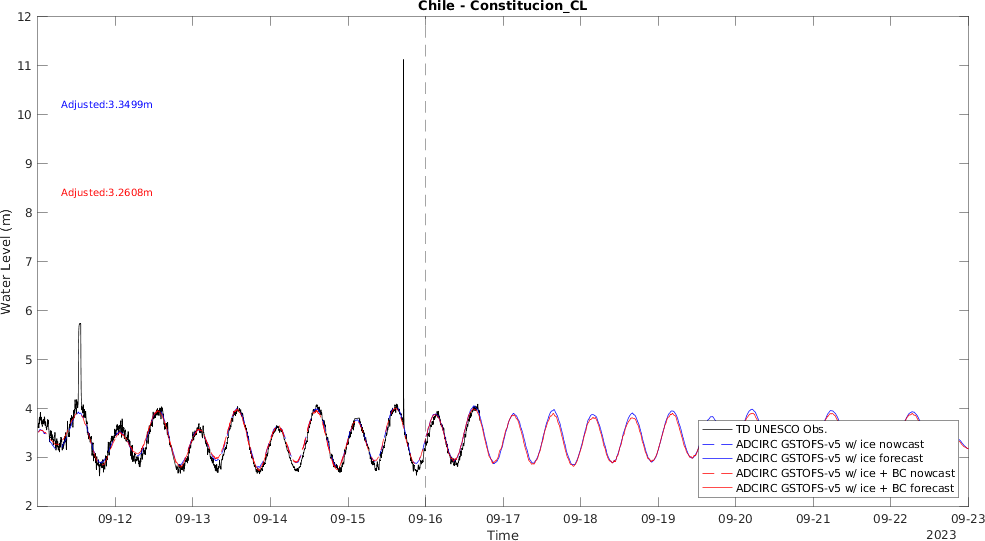 Chile - Constitucion_CL
12
11
10
9
8
7
6
5
4
3
2
Water Level (m)
Adjusted:3.3499m
Adjusted:3.2608m
TD UNESCO Obs.
ADCIRC GSTOFS-v5 w/ ice nowcast
ADCIRC GSTOFS-v5 w/ ice forecast
ADCIRC GSTOFS-v5 w/ ice + BC nowcast
ADCIRC GSTOFS-v5 w/ ice + BC forecast
09-12 09-13 09-14 09-15 09-16 09-17 09-18 09-19 09-20 09-21 09-22 09-23
Time
2023